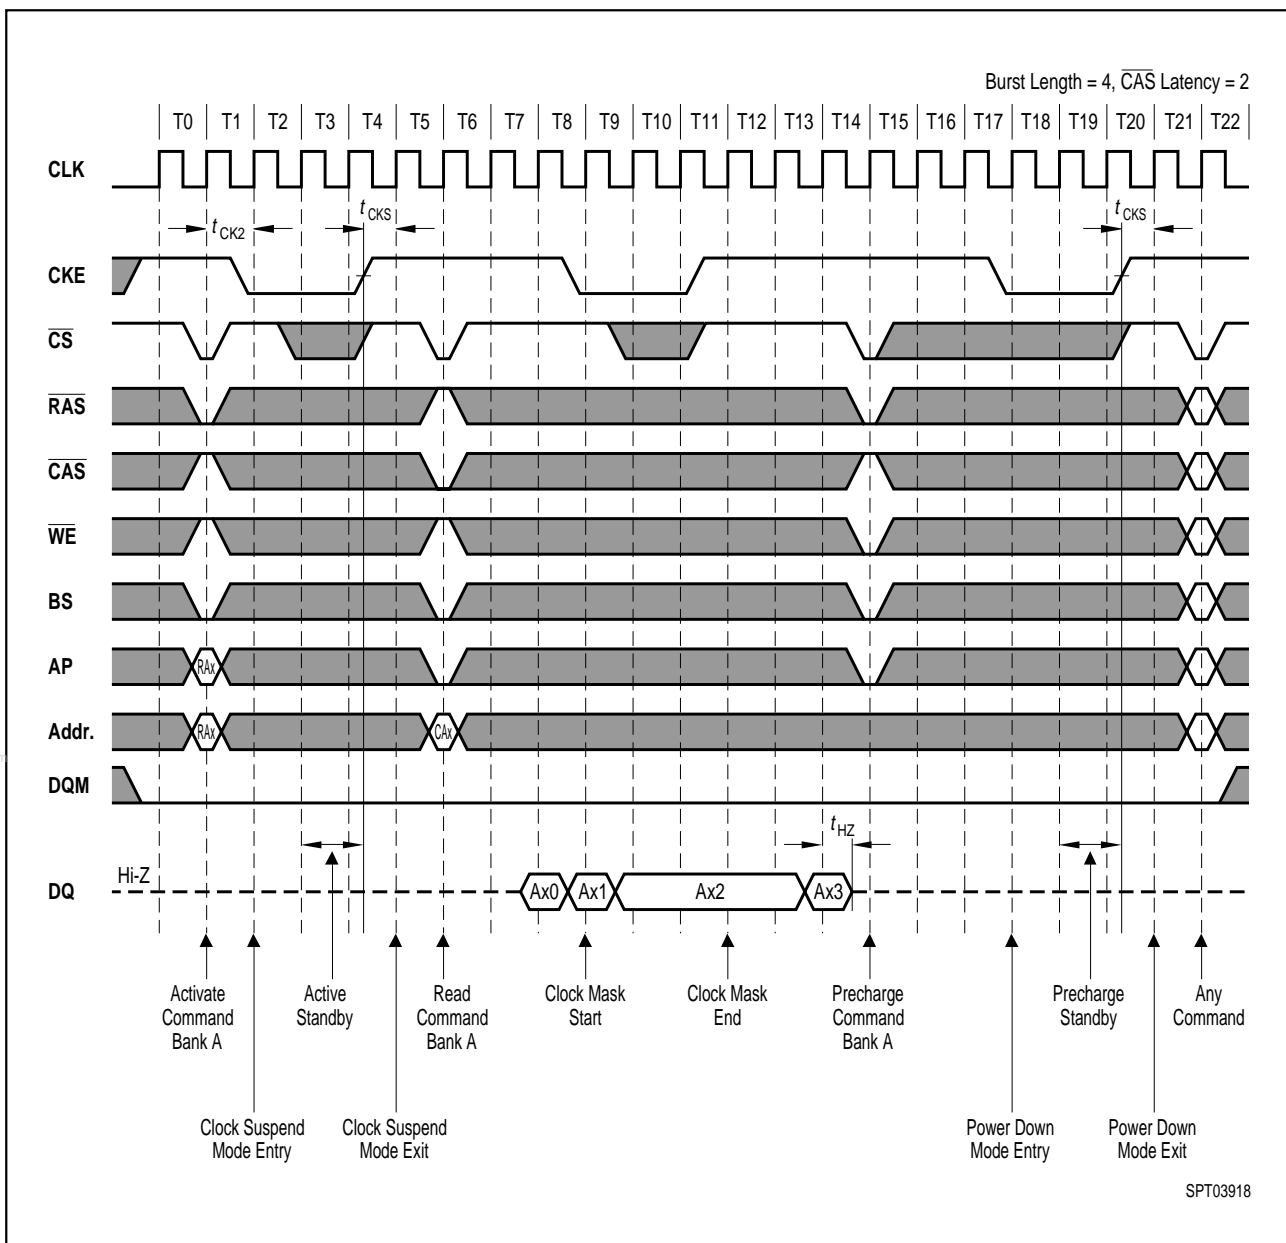 Burst Length = 4, CAS Latency = 2
T0 T1 T2 T3 T4 T5 T6 T7 T8 T9 T10 T11 T12 T13 T14 T15 T16 T17 T18 T19 T20 T21 T22
CLK
t CK2
t CKS
t CKS
CKE
CS
RAS
CAS
WE
BS
AP
RAx
Addr.
RAx
CAx
DQM
t HZ
DQ
Hi-Z
Ax0
Ax1
Ax2
Ax3
Activate
Command
Bank A
Active
Standby
Read
Command
Bank A
Clock Mask
Start
Clock Mask
End
Precharge
Command
Bank A
Precharge
Standby
Any
Command
Clock Suspend
Mode Entry
Clock Suspend
Mode Exit
Power Down
Mode Entry
Power Down
Mode Exit
SPT03918